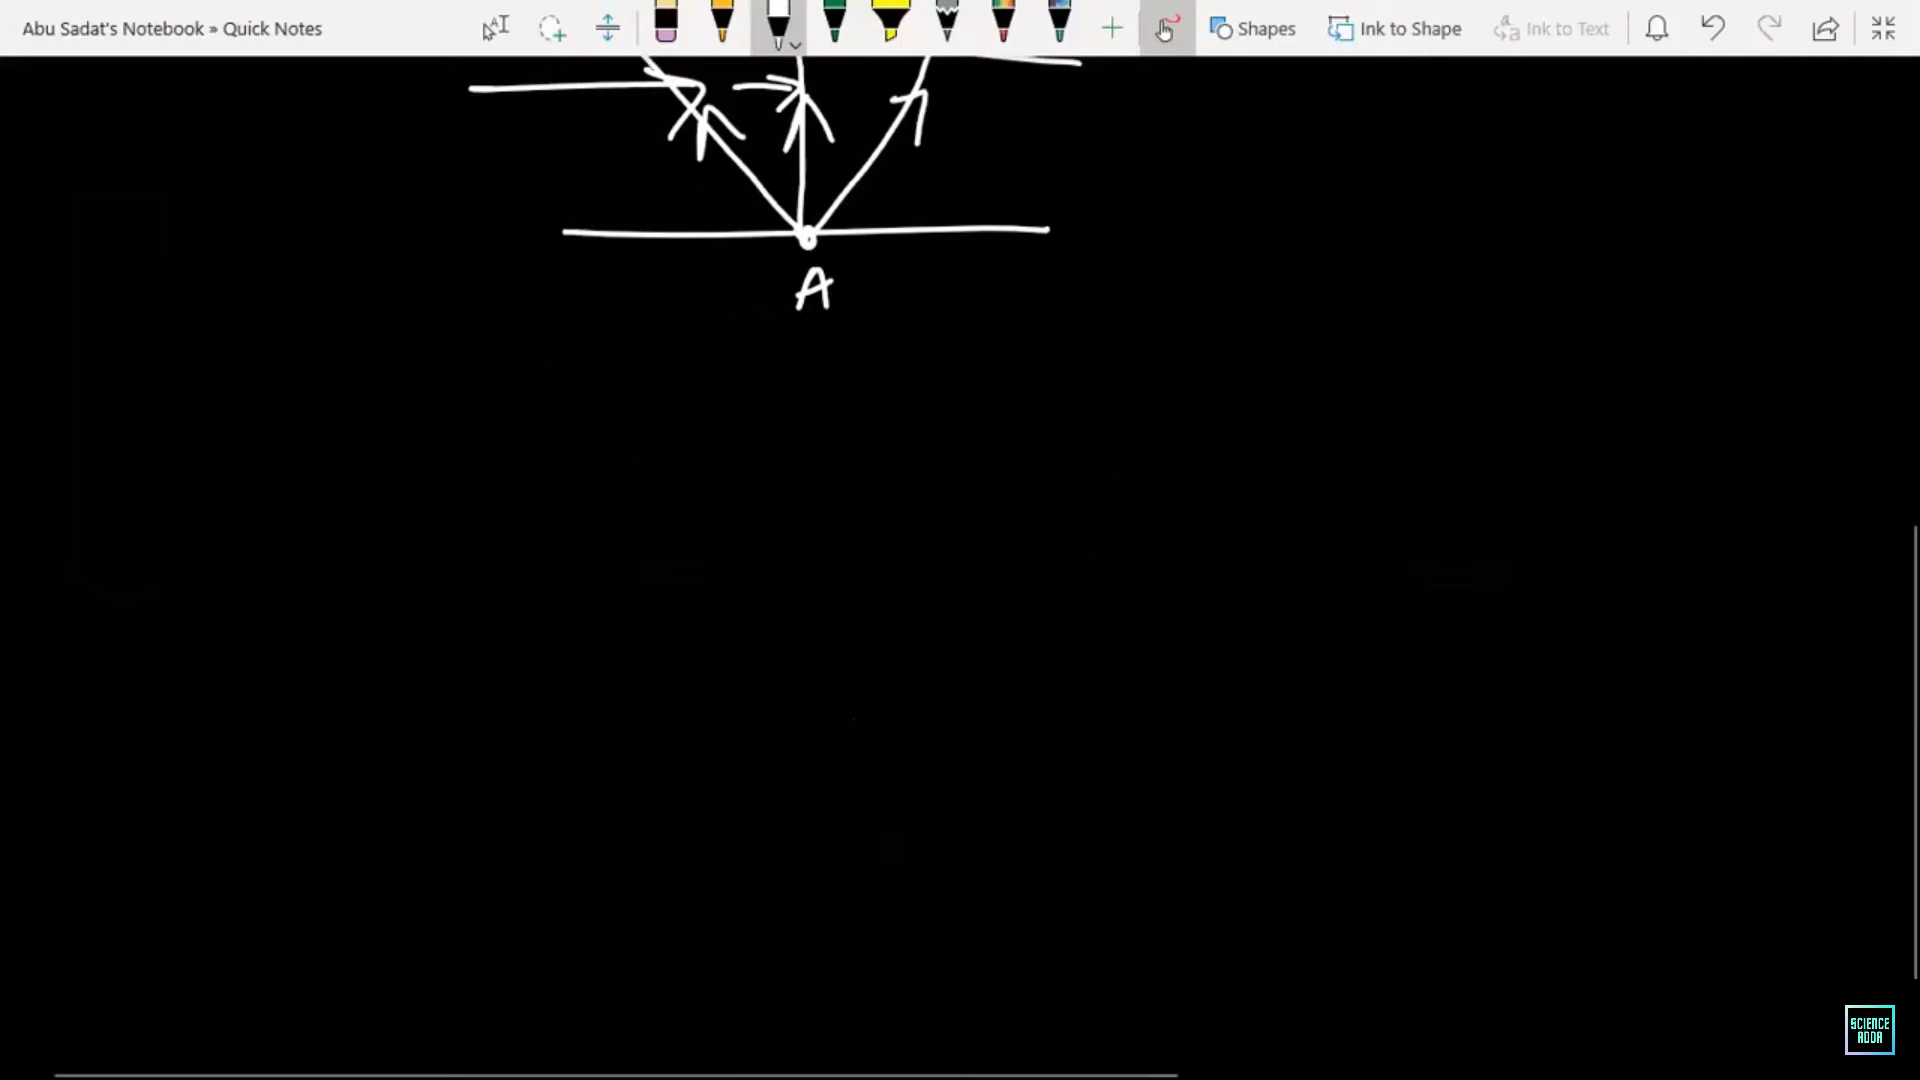 Abu Sadat's Notebook » Quick Notes
Shapes
Ink to Shape
Ink to Text
A
SCIENCE
ADDA